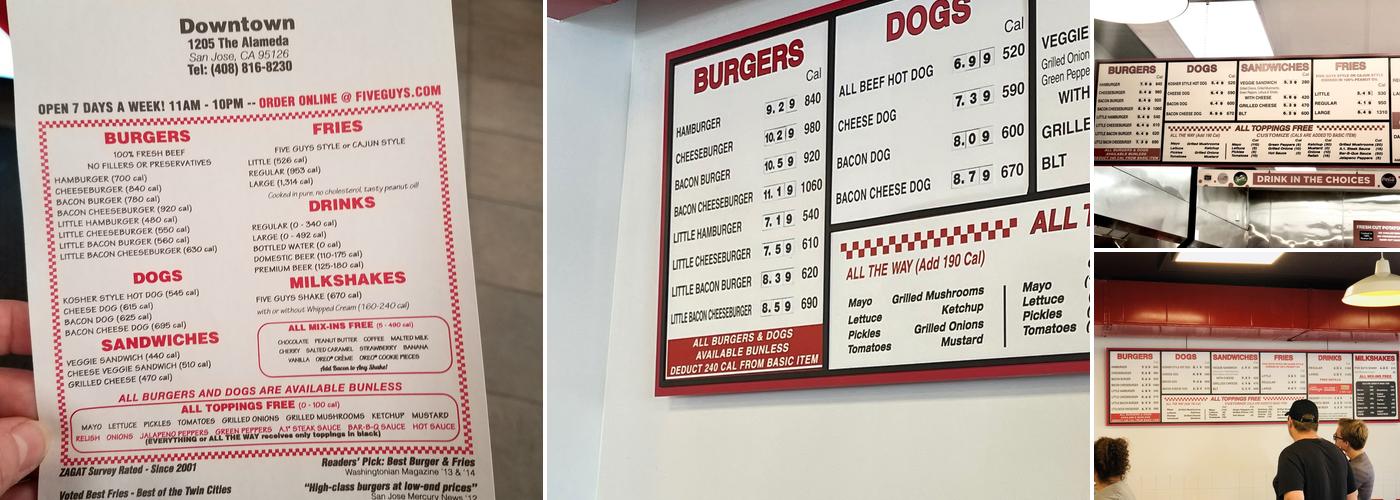 Downtown
1205 The Alameda
San Jose, CA 95126
Tel: (408) 816-8230
OPEN 7 DAYS A WEEK! 11AM - 10PM -- ORDER ONLINE @ FIVEGUYS.COM
BURGERS
100% FRESH BEEF
NO FILLERS OR PRESERVATIVES
HAMBURGER (700 cal)
CHEESEBURGER (840 cal)
BACON BURGER (780 cal)
BACON CHEESEBURGER (920 cal)
LITTLE HAMBURGER (480 cal)
LITTLE CHEESEBURGER (550 cal)
LITTLE BACON BURGER (560 cal)
LITTLE BACON CHEESEBURGER (630 cal)
DOGS
KOSHER STYLE HOT DOG (545 cal)
CHEESE DOG (615 cal)
BACON DOG (625 cal)
BACON CHEESE DOG (695 cal)
SANDWICHES
VEGGIE SANDWICH (440 cal)
CHEESE VEGGIE SANDWICH (510 cal)
GRILLED CHEESE (470 cal)
FRIES
FIVE GUYS STYLE or CAJUN STYLE
LITTLE (526 cal)
REGULAR (953 cal)
LARGE (1,314 cal)
Cooked in pure, no cholesterol, tasty peanut oil!
DRINKS
REGULAR (0 - 340 cal)
LARGE (0 - 492 cal)
BOTTLED WATER (0 cal)
DOMESTIC BEER (110-175 cal)
PREMIUM BEER (125-180 cal)
MILKSHAKES
FIVE GUYS SHAKE (670 cal)
with or without Whipped Cream (160-240 cal)
ALL MIX-INS FREE (5 - 490 cal)
CHOCOLATE PEANUT BUTTER COFFEE MALTED MILK
CHERRY SALTED CARAMEL STRAWBERRY BANANA
VANILLA OREO® CRÈME OREO® COOKIE PIECES
Add Bacon to Any Shake!
ALL BURGERS AND DOGS ARE AVAILABLE BUNLESS
ALL TOPPINGS FREE (0 - 100 cal)
MAYO LETTUCE PICKLES TOMATOES GRILLED ONIONS GRILLED MUSHROOMS KETCHUP MUSTARD
RELISH ONIONS JALAPENO PEPPERS GREEN PEPPERS A.1® STEAK SAUCE BAR-B-Q SAUCE HOT SAUCE
(EVERYTHING or ALL THE WAY receives only toppings in black)
ZAGAT Survey Rated - Since 2001
Voted Best Fries - Best of the Twin Cities
Readers' Pick: Best Burger & Fries
Washingtonian Magazine '13 & '14
"High-class burgers at low-end prices"
San Jose Mercury News '12
BURGERS
Cal
HAMBURGER 9.29 840
CHEESEBURGER 10.29 980
BACON BURGER 10.59 920
BACON CHEESEBURGER 11.19 1060
LITTLE HAMBURGER 7.19 540
LITTLE CHEESEBURGER 7.59 610
LITTLE BACON BURGER 8.39 620
LITTLE BACON CHEESEBURGER 8.59 690
ALL BURGERS & DOGS
AVAILABLE BUNLESS
DEDUCT 240 CAL FROM BASIC ITEM
DOGS
Cal
ALL BEEF HOT DOG 6.99 520
CHEESE DOG 7.39 590
BACON DOG 8.09 600
BACON CHEESE DOG 8.79 670
VEGGIE
Grilled Onion
Green Peppe
WITH
GRILLE
BLT
ALL T
ALL THE WAY (Add 190 Cal)
Mayo Grilled Mushrooms
Lettuce Ketchup
Pickles Grilled Onions
Tomatoes Mustard
Mayo
Lettuce
Pickles
Tomatoes
BURGERS
DOGS
SANDWICHES
FRIES
ALL TOPPINGS FREE
ALL THE WAY (Add 190 Cal)
DRINK IN THE CHOICES
BURGERS
DOGS
SANDWICHES
FRIES
DRINKS
MILKSHAKES
ALL TOPPINGS FREE